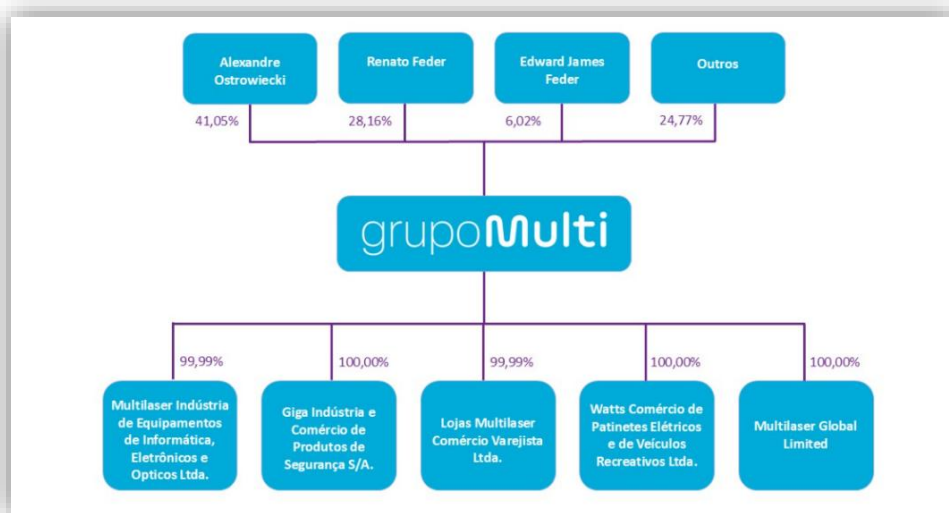 Alexandre
Ostrowiecki
Renato Feder
Edward James
Feder
Outros
41,05%
28,16%
6,02%
24,77%
grupoMulti
99,99%
100,00%
99,99%
100,00%
100,00%
Multilaser Indústria
de Equipamentos
de Informática,
Eletrônicos e
Opticos Ltda.
Giga Indústria e
Comércio de
Produtos de
Segurança S/A.
Lojas Multilaser
Comércio Varejista
Ltda.
Watts Comércio de
Patinetes Elétricos
e de Veículos
Recreativos Ltda.
Multilaser Global
Limited